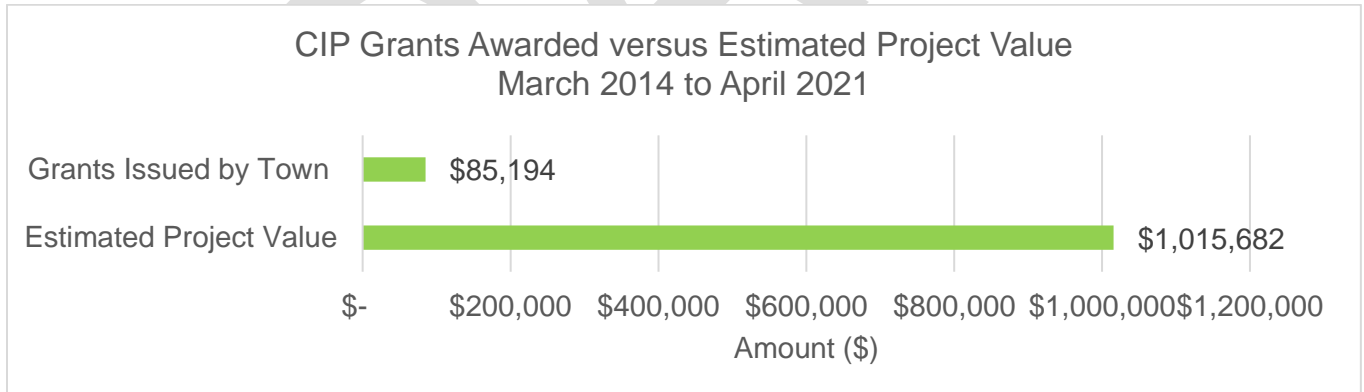 CIP Grants Awarded versus Estimated Project Value
March 2014 to April 2021
Grants Issued by Town
$85,194
Estimated Project Value
$1,015,682
$- $200,000 $400,000 $600,000 $800,000 $1,000,000 $1,200,000
Amount ($)